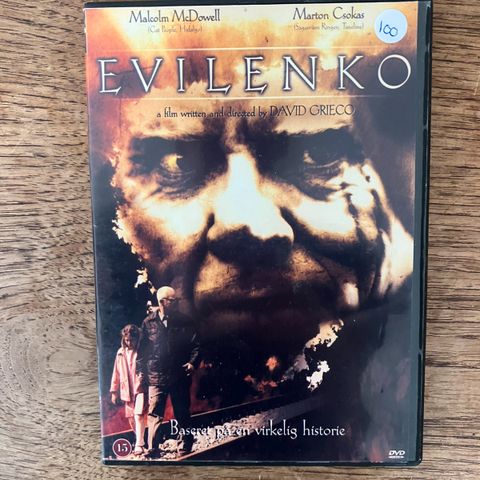 Malcolm McDowell Marton Csokas 100
EVILENKO
a film written and directed by DAVID GRIECO
Baseret på en virkelig historie
15 DVD